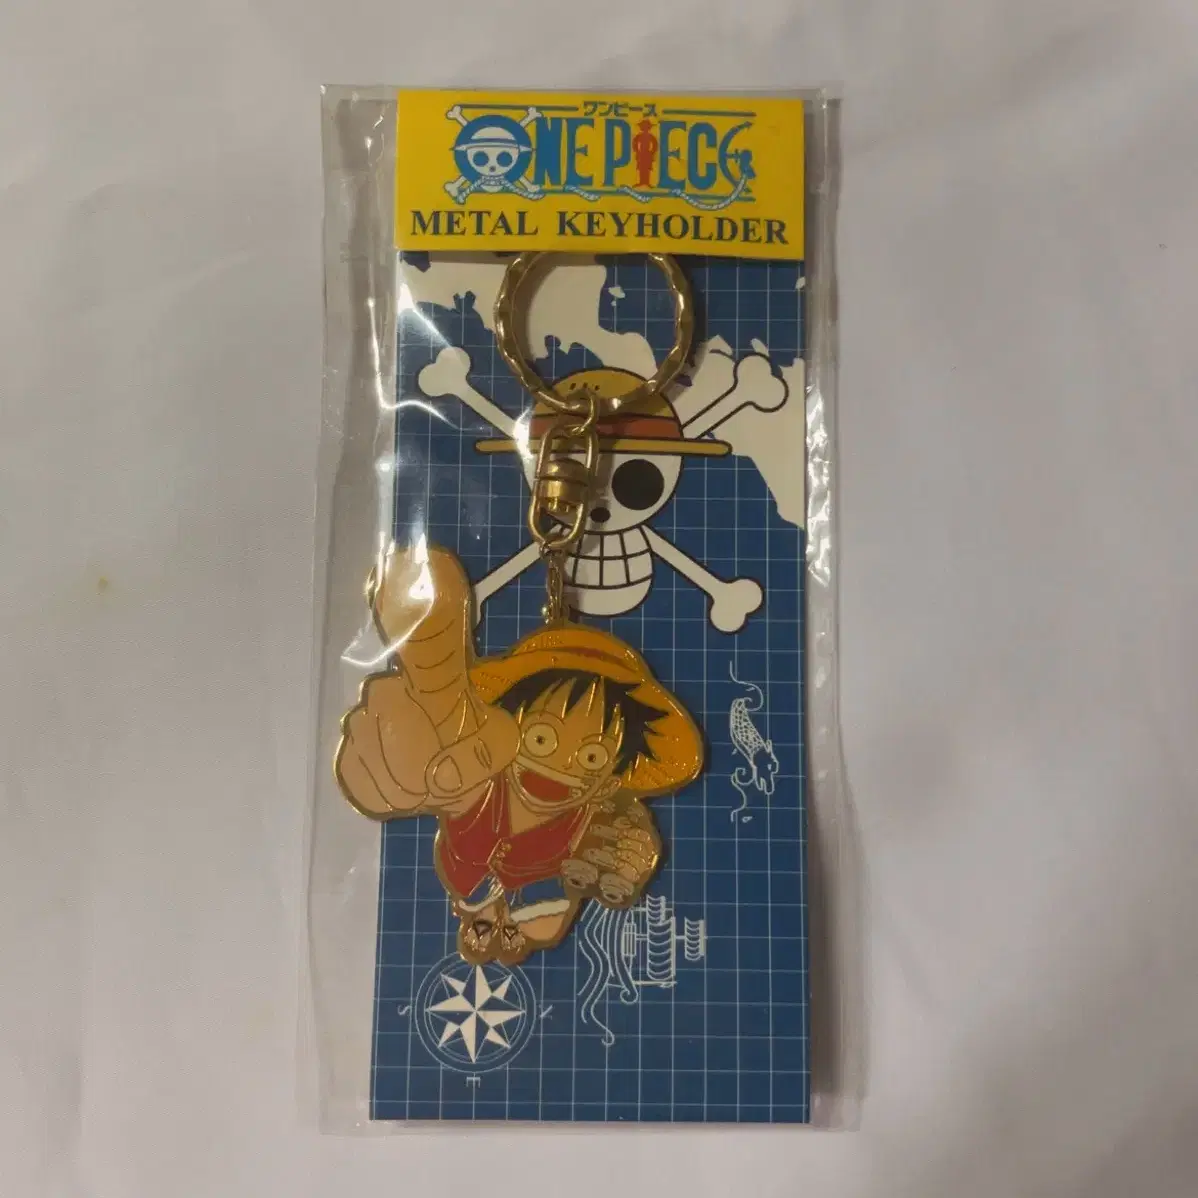 ワンピース
ONE PIECE
METAL KEYHOLDER
S
N
E